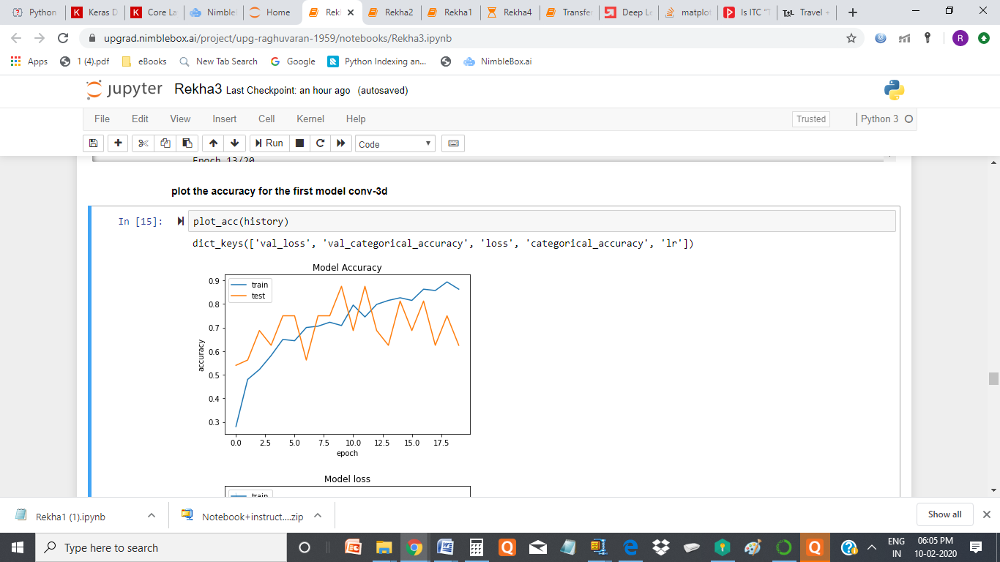 Python
Keras D
Core La
Nimble
Home
Rek
Rekha2
Rekha1
Rekha4
Transfe
Deep Le
matplot
Is ITC "T
T&L Travel +
upgrad.nimblebox.ai/project/upg-raghuvaran-1959/notebooks/Rekha3.ipynb
R
Apps
1 (4).pdf
eBooks
New Tab Search
Google
Python Indexing an...
NimbleBox.ai
jupyter Rekha3 Last Checkpoint: an hour ago (autosaved)
File Edit View Insert Cell Kernel Help
Trusted
Python 3
Run
Code
Epoch 13/20
plot the accuracy for the first model conv-3d
In [15]: plot_acc(history)
dict_keys(['val_loss', 'val_categorical_accuracy', 'loss', 'categorical_accuracy', 'lr'])
Model Accuracy
train
test
0.9
0.8
0.7
0.6
0.5
0.4
0.3
accuracy
0.0 2.5 5.0 7.5 10.0 12.5 15.0 17.5
epoch
Model loss
train
Rekha1 (1).ipynb
Notebook+instruct....zip
Show all
Type here to search
ENG
IN
06:05 PM
10-02-2020